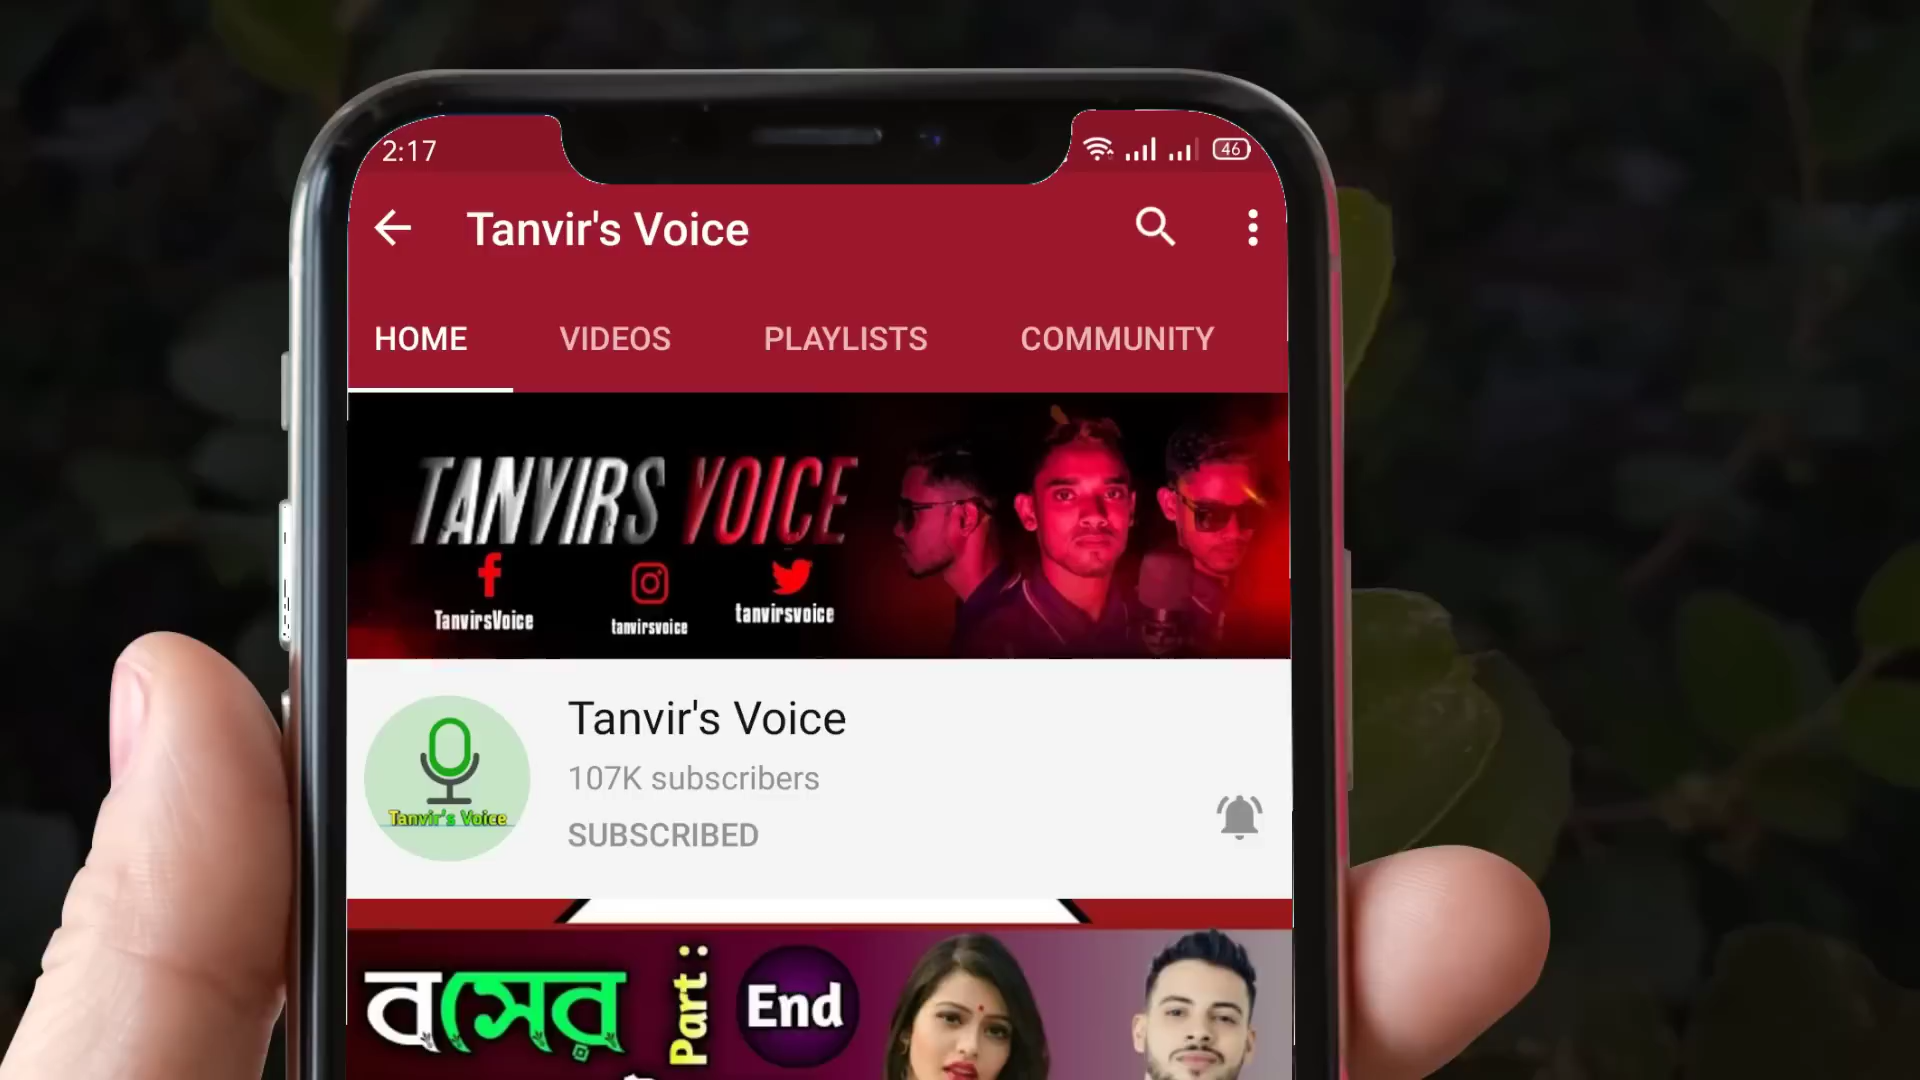 2:17
46
Tanvir's Voice
HOME VIDEOS PLAYLISTS COMMUNITY
TANVIRS VOICE
TanvirsVoice
tanvirsvoice
tanvirsvoice
Tanvir's Voice
Tanvir's Voice
107K subscribers
SUBSCRIBED
বসের
Part :
End